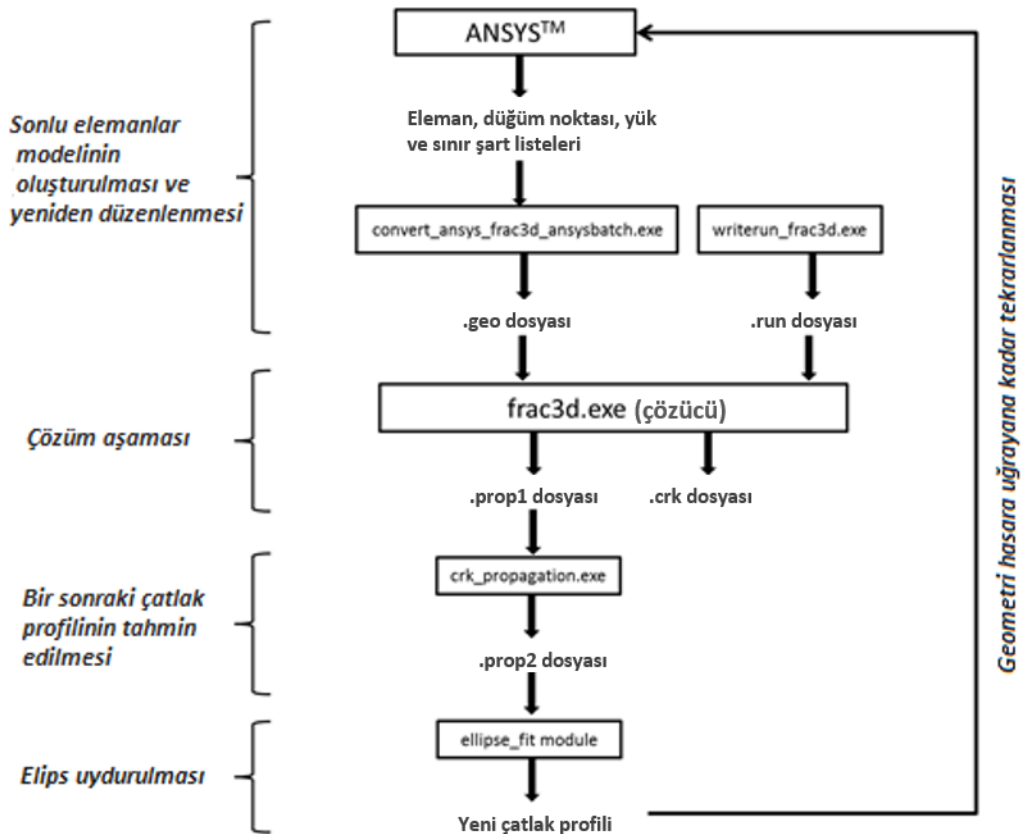 ANSYS™
Sonlu elemanlar
modelinin
oluşturulması ve
yeniden düzenlenmesi
Eleman, düğüm noktası, yük
ve sınır şart listeleri
convert_ansys_frac3d_ansysbatch.exe
writerun_frac3d.exe
.geo dosyası
.run dosyası
Çözüm aşaması
frac3d.exe (çözücü)
.prop1 dosyası
.crk dosyası
Bir sonraki çatlak
profilinin tahmin
edilmesi
crk_propagation.exe
.prop2 dosyası
Elips uydurulması
ellipse_fit module
Yeni çatlak profili
Geometri hasara uğrayana kadar tekrarlanması